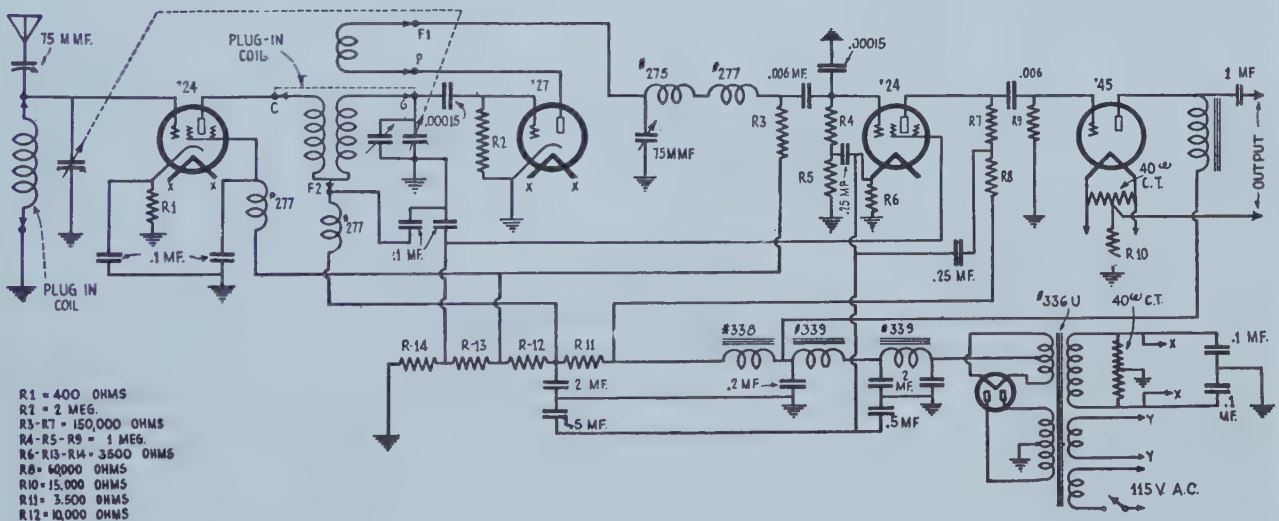 75 MMF.
PLUG-IN
COIL
F1
P
'24
C
G
.00015
'27
R2
#275
#277
.006 MF.
.00015
'24
R3
R4
R5
.25 MF
R6
R7
R8
.006
R9
'45
40ω
C.T.
R10
1 MF
OUTPUT
75MMF
X
X
R1
#277
F2
#277
X
X
.1 MF.
.1 MF.
PLUG IN
COIL
.25 MF.
#336 U
40ω C.T.
R-14
R-13
R-12
R11
#338
#339
#339
2 MF.
.2 MF
2
MF.
.5 MF.
.5MF
X
X
.1 MF.
.1
MF.
Y
Y
115 V. A.C.
R1 = 400 OHMS
R2 = 2 MEG.
R3-R7 = 150,000 OHMS
R4-R5-R9 = 1 MEG.
R6-R13-R14 = 3500 OHMS
R8 = 60,000 OHMS
R10 = 15,000 OHMS
R11 = 3.500 OHMS
R12 = 10,000 OHMS